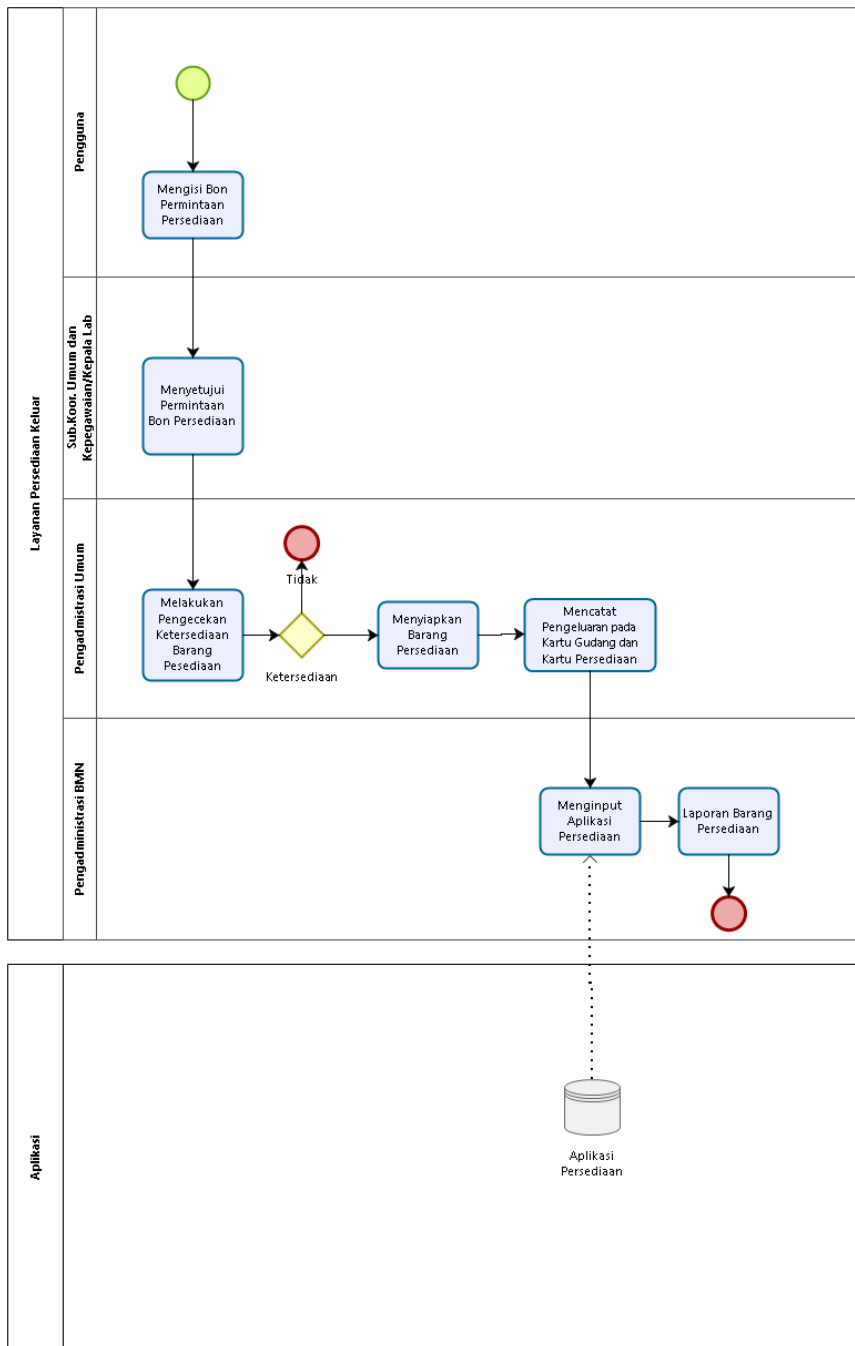 Layanan Persediaan Keluar
Pengguna
Mengisi Bon
Permintaan
Persediaan
Sub.Koor. Umum dan
Kepegawaian/Kepala Lab
Menyetujui
Permintaan
Bon Persediaan
Pengadmistrasi Umum
Melakukan
Pengecekan
Ketersediaan
Barang
Pesediaan
Tidak
Ketersediaan
Menyiapkan
Barang
Persediaan
Mencatat
Pengeluaran pada
Kartu Gudang dan
Kartu Persediaan
Pengadministrasi BMN
Menginput
Aplikasi
Persediaan
Laporan Barang
Persediaan
Aplikasi
Aplikasi
Persediaan